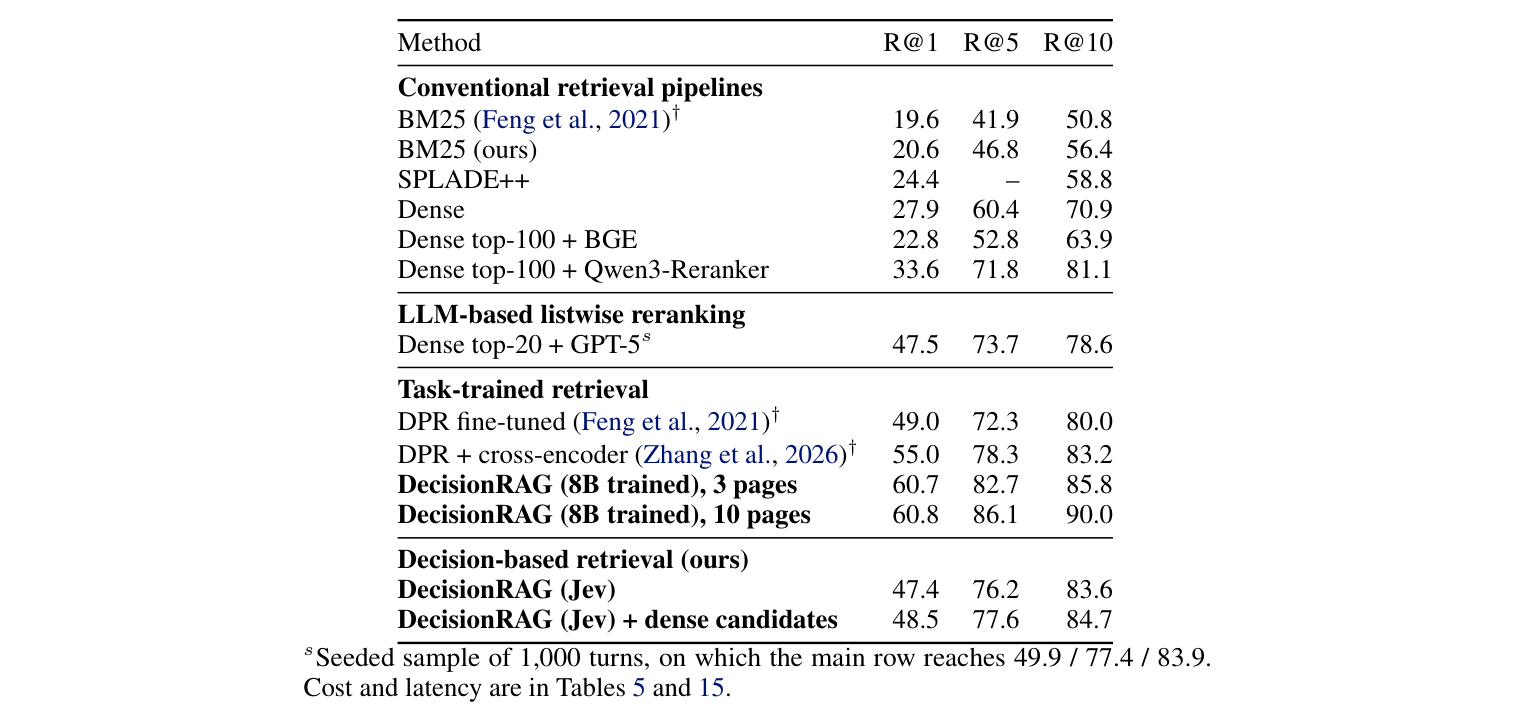 Method R@1 R@5 R@10
Conventional retrieval pipelines
BM25 (Feng et al., 2021)† 19.6 41.9 50.8
BM25 (ours) 20.6 46.8 56.4
SPLADE++ 24.4 – 58.8
Dense 27.9 60.4 70.9
Dense top-100 + BGE 22.8 52.8 63.9
Dense top-100 + Qwen3-Reranker 33.6 71.8 81.1
LLM-based listwise reranking
Dense top-20 + GPT-5ˢ 47.5 73.7 78.6
Task-trained retrieval
DPR fine-tuned (Feng et al., 2021)† 49.0 72.3 80.0
DPR + cross-encoder (Zhang et al., 2026)† 55.0 78.3 83.2
DecisionRAG (8B trained), 3 pages 60.7 82.7 85.8
DecisionRAG (8B trained), 10 pages 60.8 86.1 90.0
Decision-based retrieval (ours)
DecisionRAG (Jev) 47.4 76.2 83.6
DecisionRAG (Jev) + dense candidates 48.5 77.6 84.7
ˢSeeded sample of 1,000 turns, on which the main row reaches 49.9 / 77.4 / 83.9.
Cost and latency are in Tables 5 and 15.